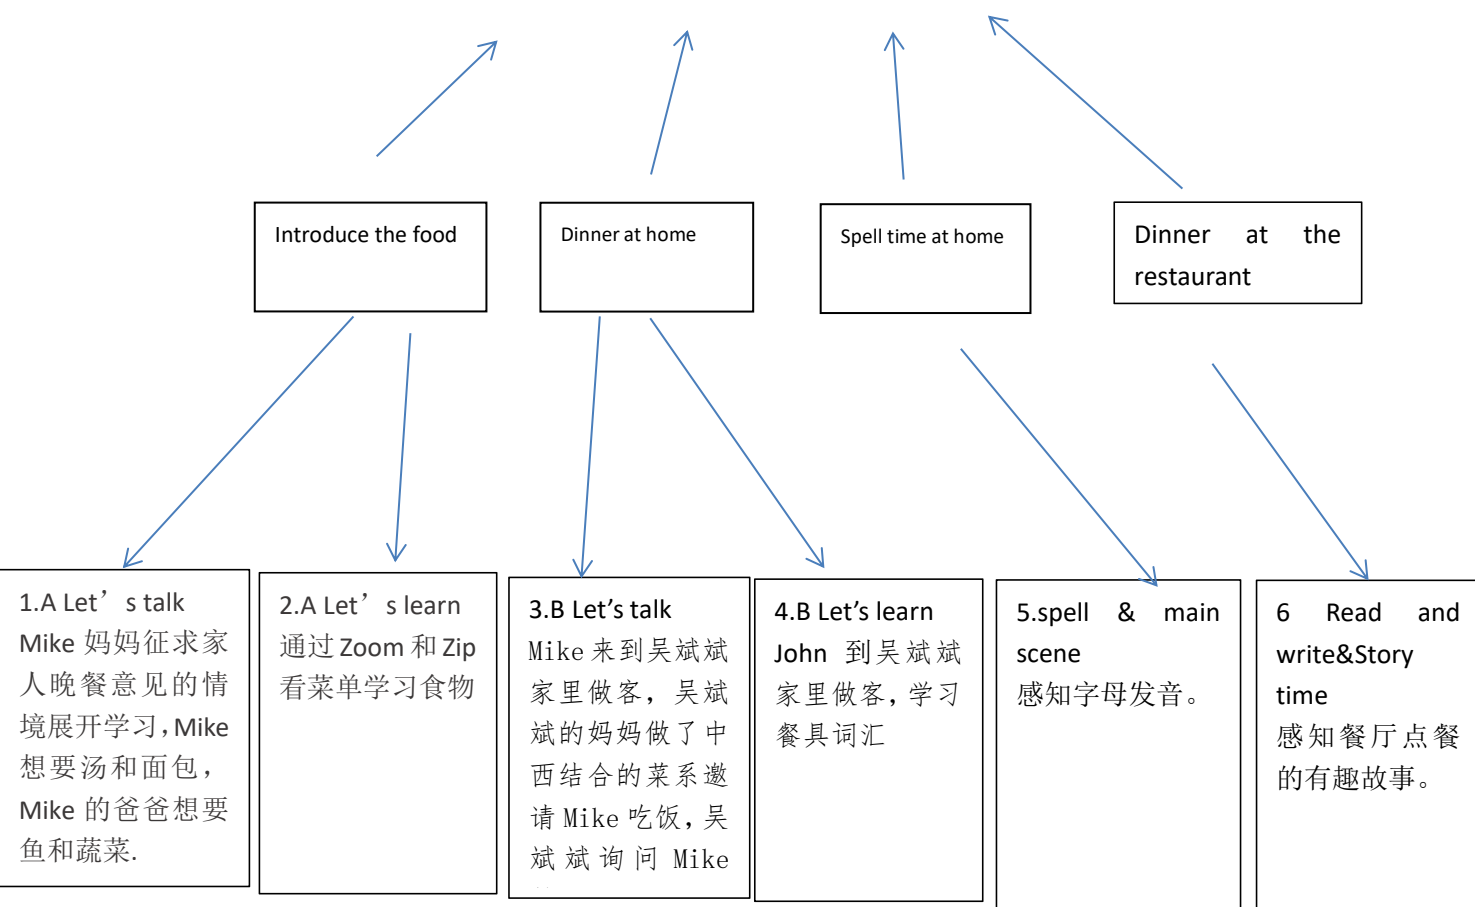 Introduce the food
Dinner at home
Spell time at home
Dinner at the
restaurant
1.A Let’s talk
Mike 妈妈征求家
人晚餐意见的情
境展开学习，Mike
想要汤和面包，
Mike 的爸爸想要
鱼和蔬菜.
2.A Let’s learn
通过 Zoom 和 Zip
看菜单学习食物
3.B Let’s talk
Mike 来到吴斌斌
家里做客，吴斌
斌的妈妈做了中
西结合的菜系邀
请 Mike 吃饭，吴
斌斌询问 Mike
4.B Let’s learn
John 到吴斌斌
家里做客，学习
餐具词汇
5.spell & main
scene
感知字母发音。
6 Read and
write&Story
time
感知餐厅点餐
的有趣故事。